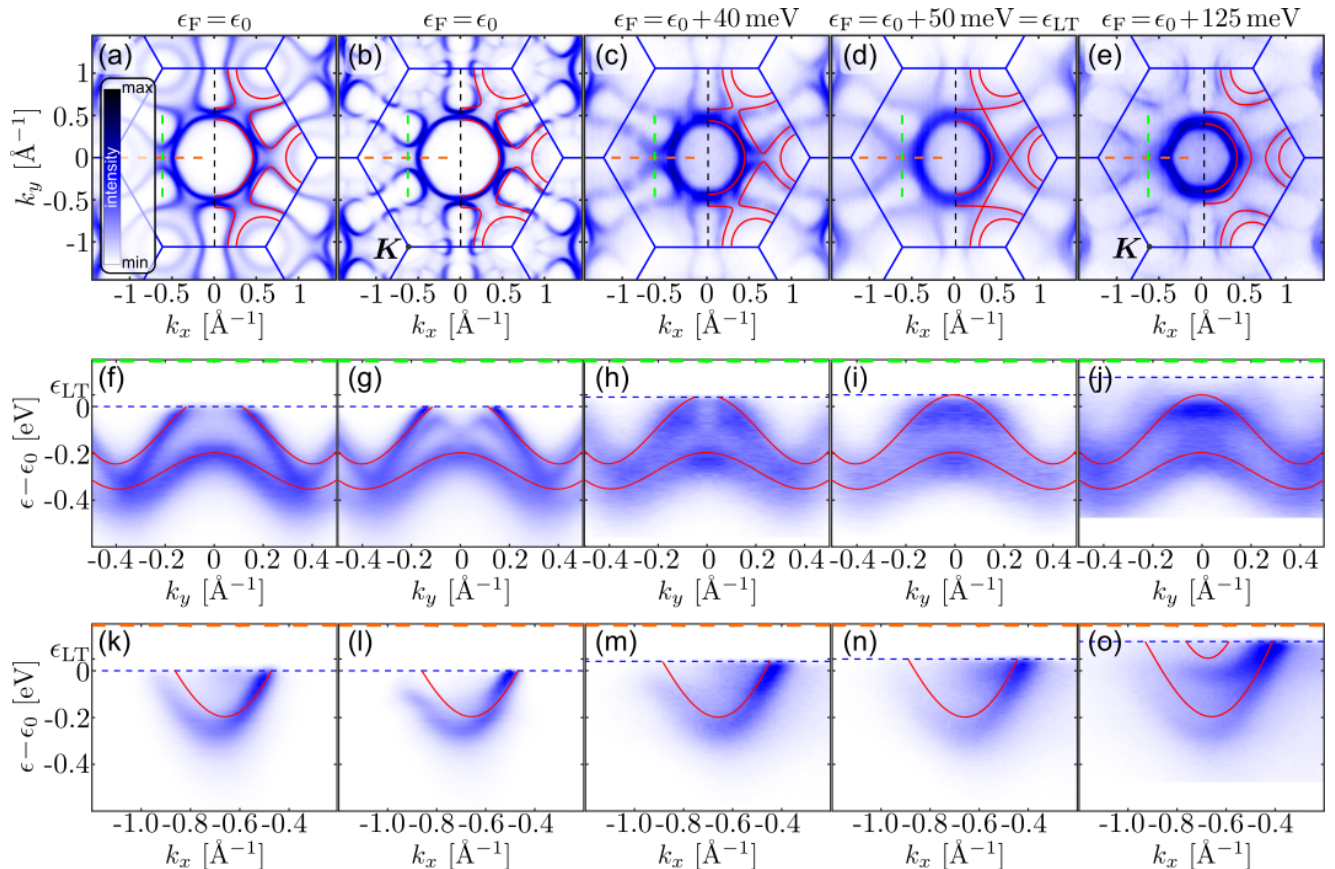 ϵF = ϵ0 ϵF = ϵ0 ϵF = ϵ0 + 40 meV ϵF = ϵ0 + 50 meV = ϵLT ϵF = ϵ0 + 125 meV
(a) (b) (c) (d) (e)
max
intensity
min
K K
1
0.5
0
-0.5
-1
ky [Å−1]
-1 -0.5 0 0.5 1 -1 -0.5 0 0.5 1 -1 -0.5 0 0.5 1 -1 -0.5 0 0.5 1 -1 -0.5 0 0.5 1
kx [Å−1] kx [Å−1] kx [Å−1] kx [Å−1] kx [Å−1]
(f) (g) (h) (i) (j)
ϵLT
0
-0.2
-0.4
ϵ−ϵ0 [eV]
-0.4 -0.2 0 0.2 0.4 -0.4 -0.2 0 0.2 0.4 -0.4 -0.2 0 0.2 0.4 -0.4 -0.2 0 0.2 0.4 -0.4 -0.2 0 0.2 0.4
ky [Å−1] ky [Å−1] ky [Å−1] ky [Å−1] ky [Å−1]
(k) (l) (m) (n) (o)
ϵLT
0
-0.2
-0.4
ϵ−ϵ0 [eV]
-1.0 -0.8 -0.6 -0.4 -1.0 -0.8 -0.6 -0.4 -1.0 -0.8 -0.6 -0.4 -1.0 -0.8 -0.6 -0.4 -1.0 -0.8 -0.6 -0.4
kx [Å−1] kx [Å−1] kx [Å−1] kx [Å−1] kx [Å−1]